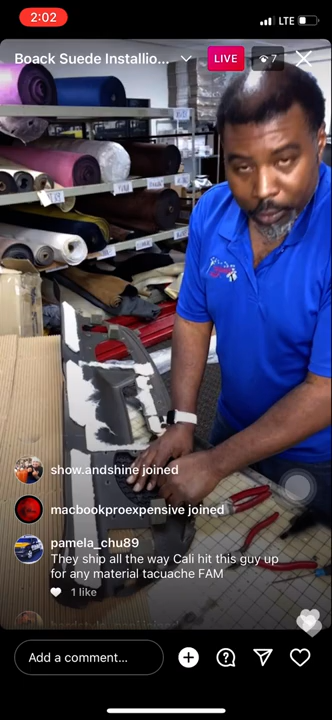 2:02
LTE
Boack Suede Installio...
LIVE
7
show.andshine joined
macbookproexpensive joined
pamela_chu89
They ship all the way Cali hit this guy up
for any material tacuache FAM
1 like
Add a comment...